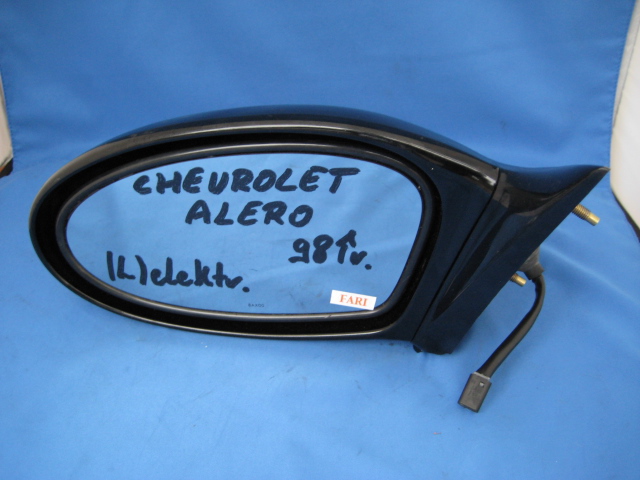 CHEVROLET
ALERO
98↑r.
(L)elektr.
FARI